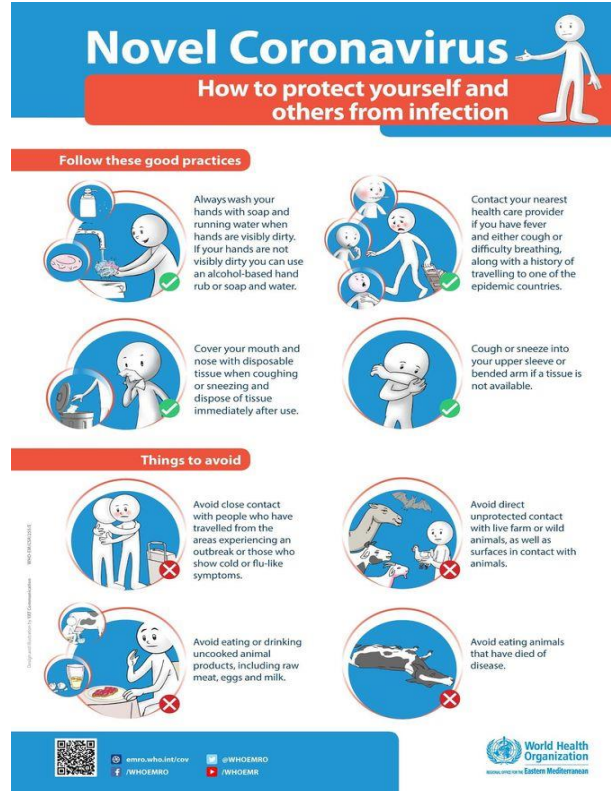 Novel Coronavirus
How to protect yourself and
others from infection
Follow these good practices
Always wash your
hands with soap and
running water when
hands are visibly dirty.
If your hands are not
visibly dirty you can use
an alcohol-based hand
rub or soap and water.
Contact your nearest
health care provider
if you have fever
and either cough or
difficulty breathing,
along with a history of
travelling to one of the
epidemic countries.
Cover your mouth and
nose with disposable
tissue when coughing
or sneezing and
dispose of tissue
immediately after use.
Cough or sneeze into
your upper sleeve or
bended arm if a tissue is
not available.
Things to avoid
Avoid close contact
with people who have
travelled from the
areas experiencing an
outbreak or those who
show cold or flu-like
symptoms.
Avoid direct
unprotected contact
with live farm or wild
animals, as well as
surfaces in contact with
animals.
Avoid eating or drinking
uncooked animal
products, including raw
meat, eggs and milk.
Avoid eating animals
that have died of
disease.
emro.who.int/cov
@WHOEMRO
/WHOEMRO
/WHOEMR
World Health
Organization
REGIONAL OFFICE FOR THE Eastern Mediterranean